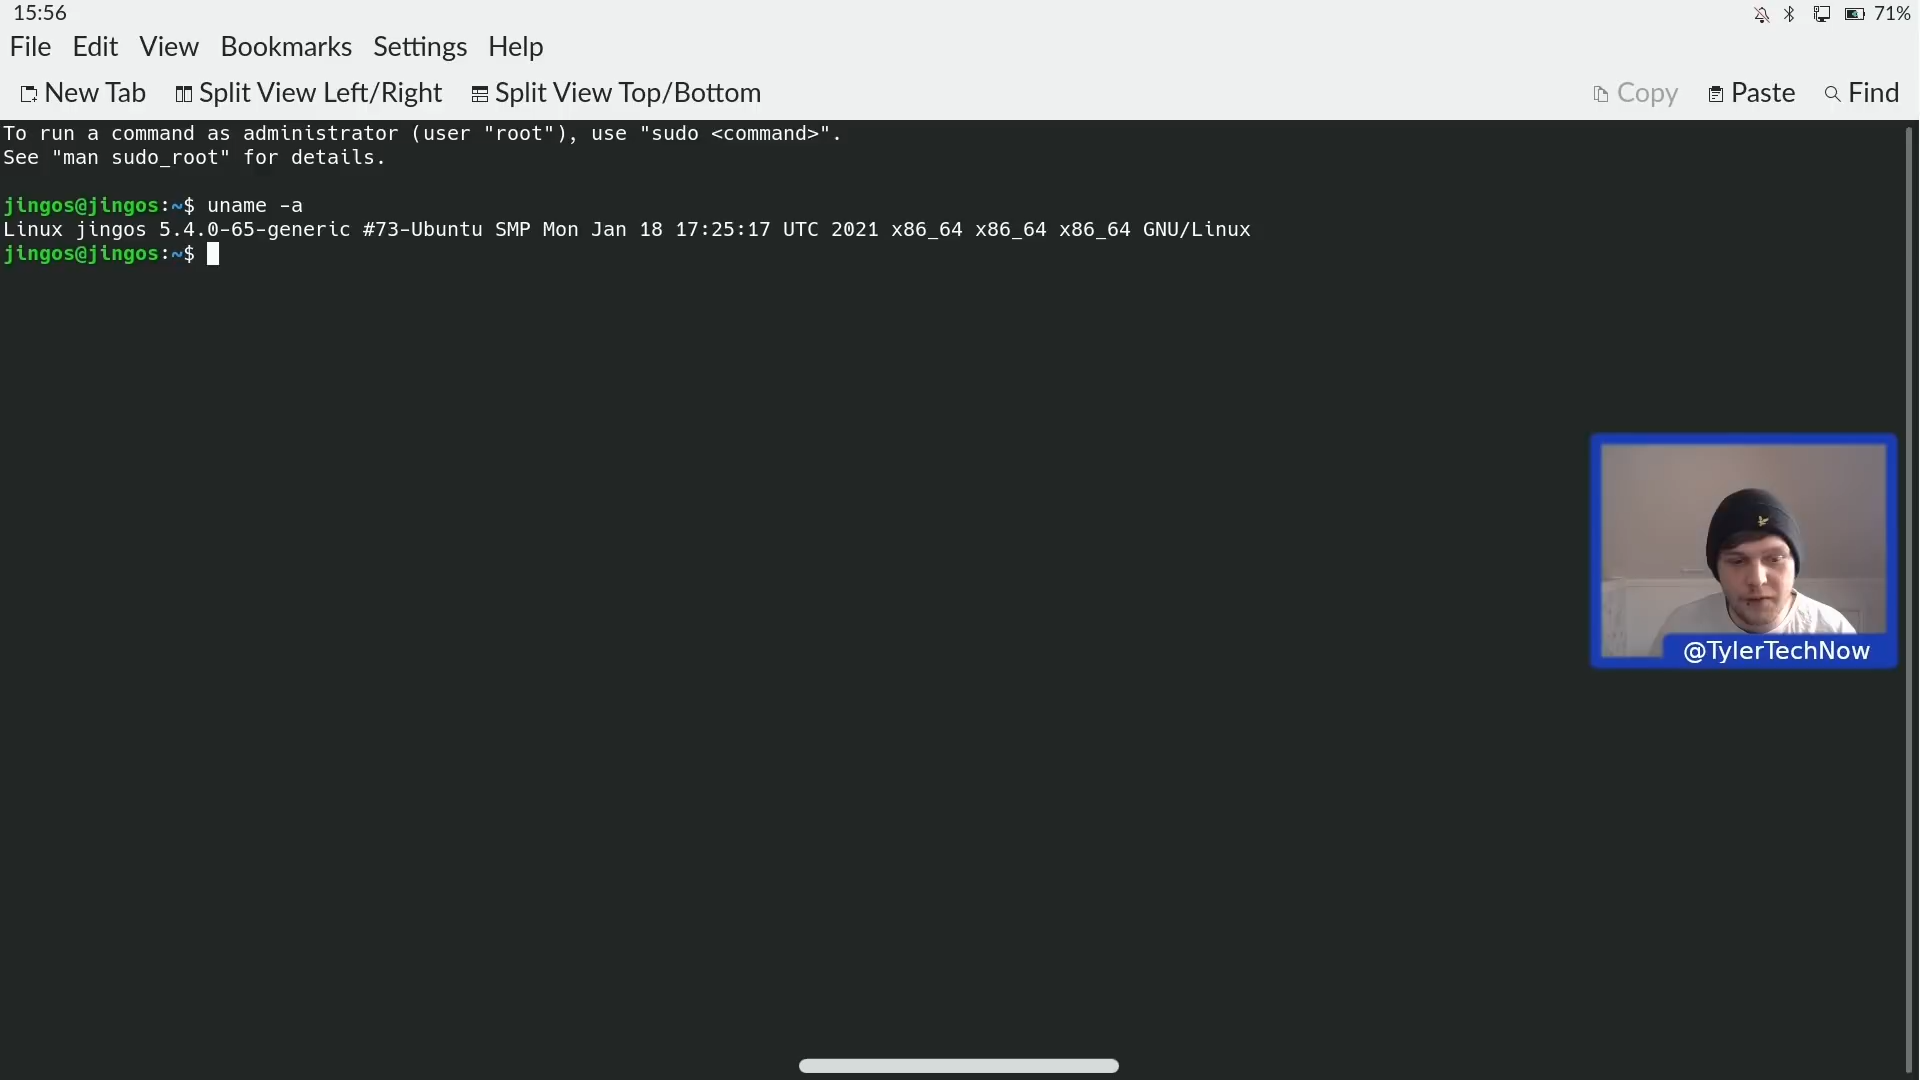 15:56
71%
File Edit View Bookmarks Settings Help
New Tab Split View Left/Right Split View Top/Bottom Copy Paste Find
To run a command as administrator (user "root"), use "sudo <command>".
See "man sudo_root" for details.
jingos@jingos:~$ uname -a
Linux jingos 5.4.0-65-generic #73-Ubuntu SMP Mon Jan 18 17:25:17 UTC 2021 x86_64 x86_64 x86_64 GNU/Linux
jingos@jingos:~$
@TylerTechNow